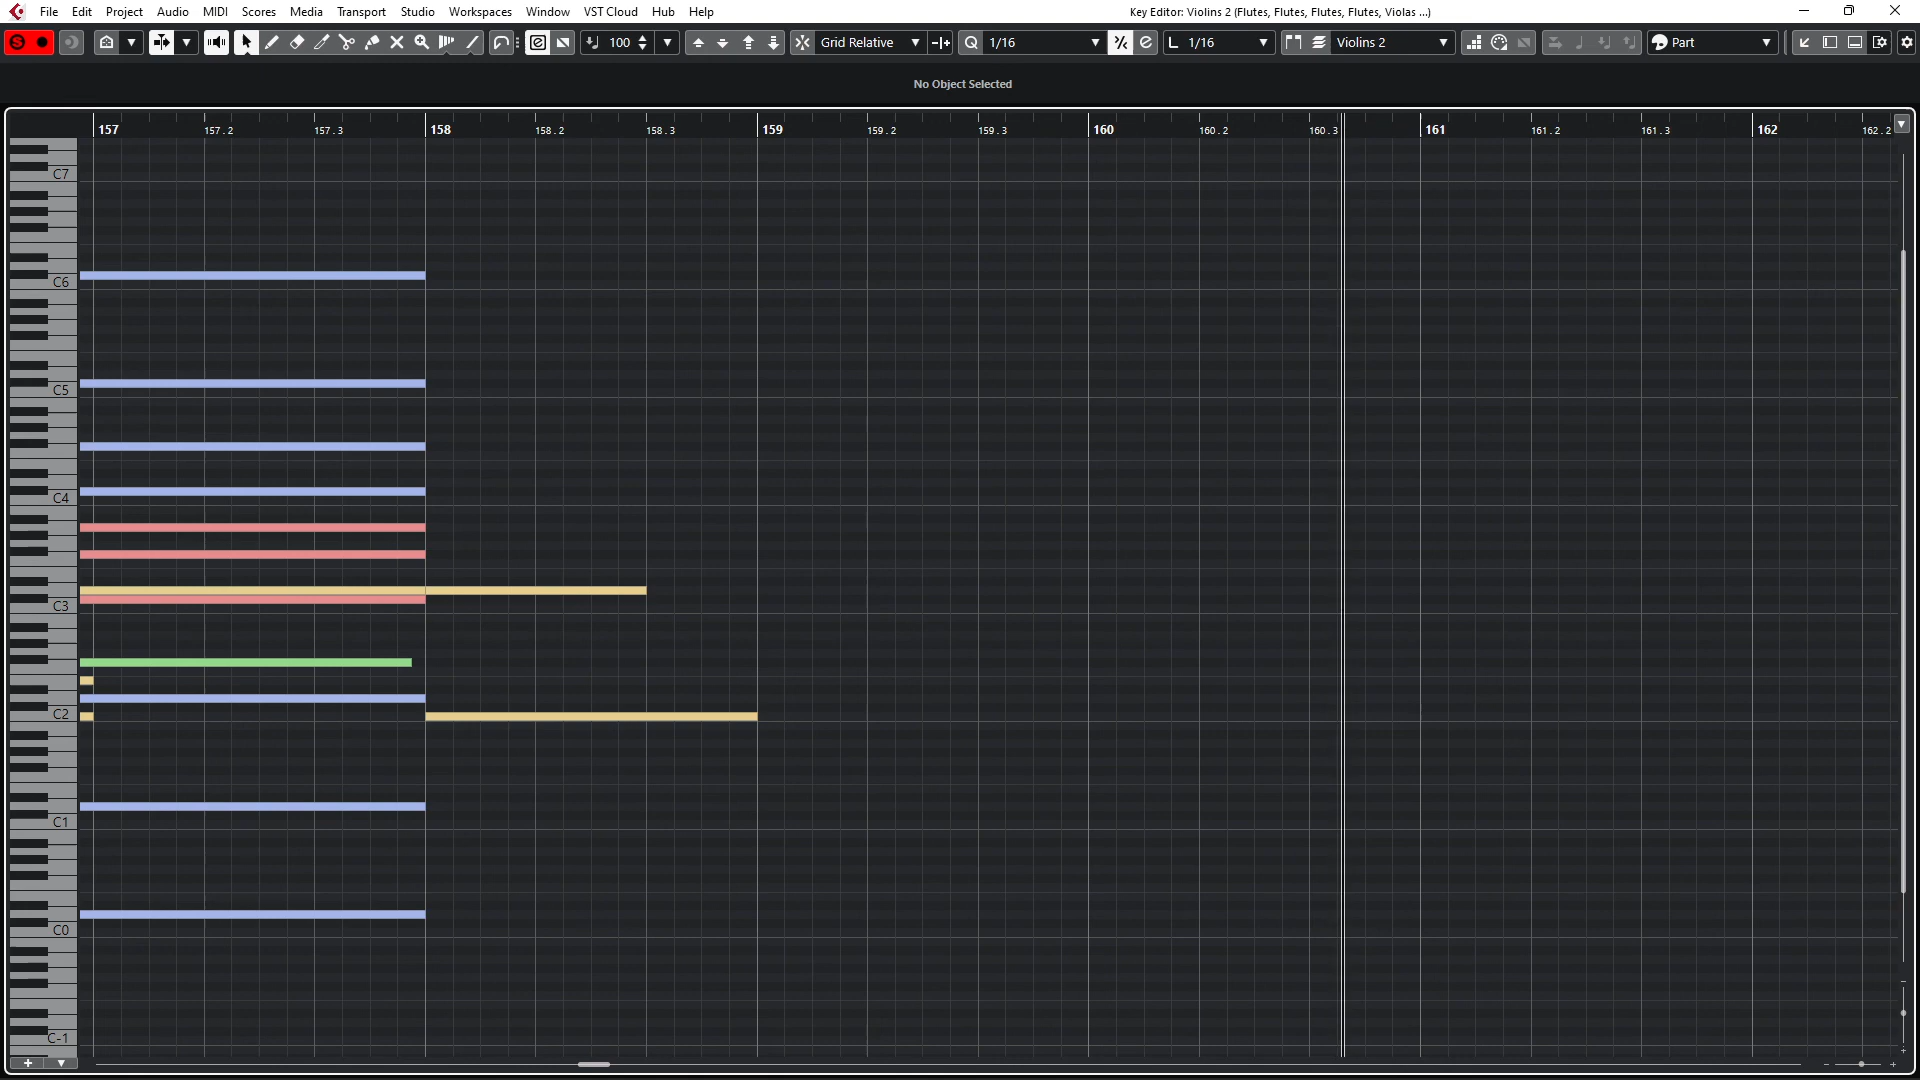 File Edit Project Audio MIDI Scores Media Transport Studio Workspaces Window VST Cloud Hub Help
Key Editor: Violins 2 (Flutes, Flutes, Flutes, Flutes, Violas ...)
100 Grid Relative Q 1/16 L 1/16 Violins 2 Part
No Object Selected
157 157.2 157.3 158 158.2 158.3 159 159.2 159.3 160 160.2 160.3 161 161.2 161.3 162 162.2
C7
C6
C5
C4
C3
C2
C1
C0
C-1